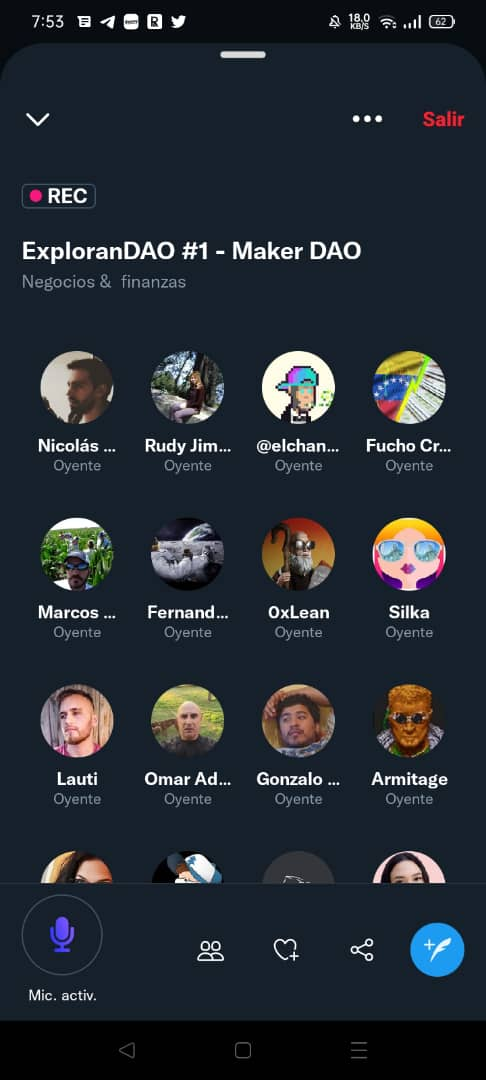 7:53
18.0
KB/S
62
Salir
REC
ExploranDAO #1 - Maker DAO
Negocios & finanzas
Nicolás ... Rudy Jim... @elchan... Fucho Cr...
Oyente Oyente Oyente Oyente
Marcos ... Fernand... 0xLean Silka
Oyente Oyente Oyente Oyente
Lauti Omar Ad... Gonzalo ... Armitage
Oyente Oyente Oyente Oyente
Mic. activ.